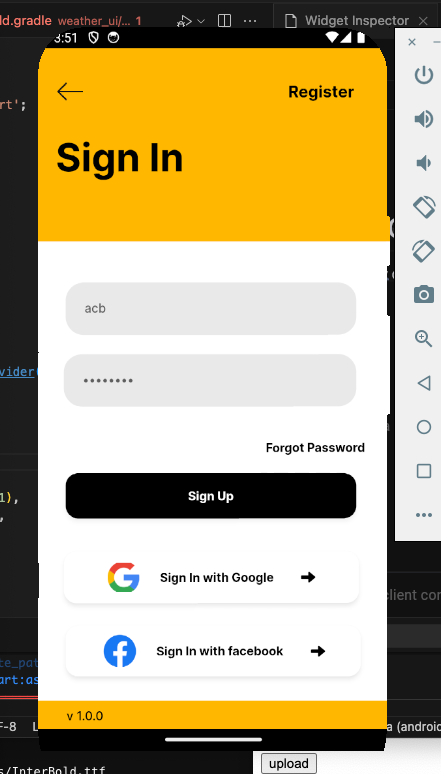 ld.gradle weather_ui/... 1
Widget Inspector
3:51
rt';
Register
Sign In
acb
vider(
Forgot Password
1),
,
Sign Up
Sign In with Google
client con
Sign In with facebook
te_pat
art:as
v 1.0.0
F-8 L
a (android
s/InterBold.ttf
upload